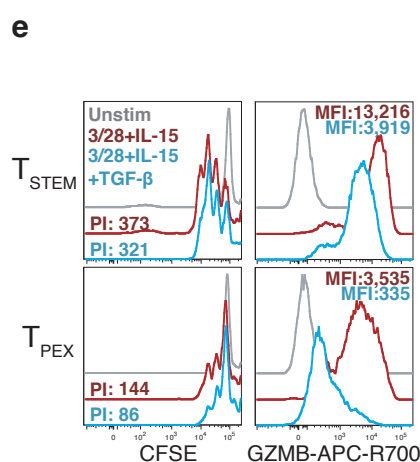 e
Unstim
3/28+IL-15
3/28+IL-15
+TGF-β
PI: 373
PI: 321
MFI:13,216
MFI:3,919
T STEM
PI: 144
PI: 86
MFI:3,535
MFI:335
T PEX
0 10² 10³ 10⁴ 10⁵
0 10³ 10⁴ 10⁵
CFSE
GZMB-APC-R700